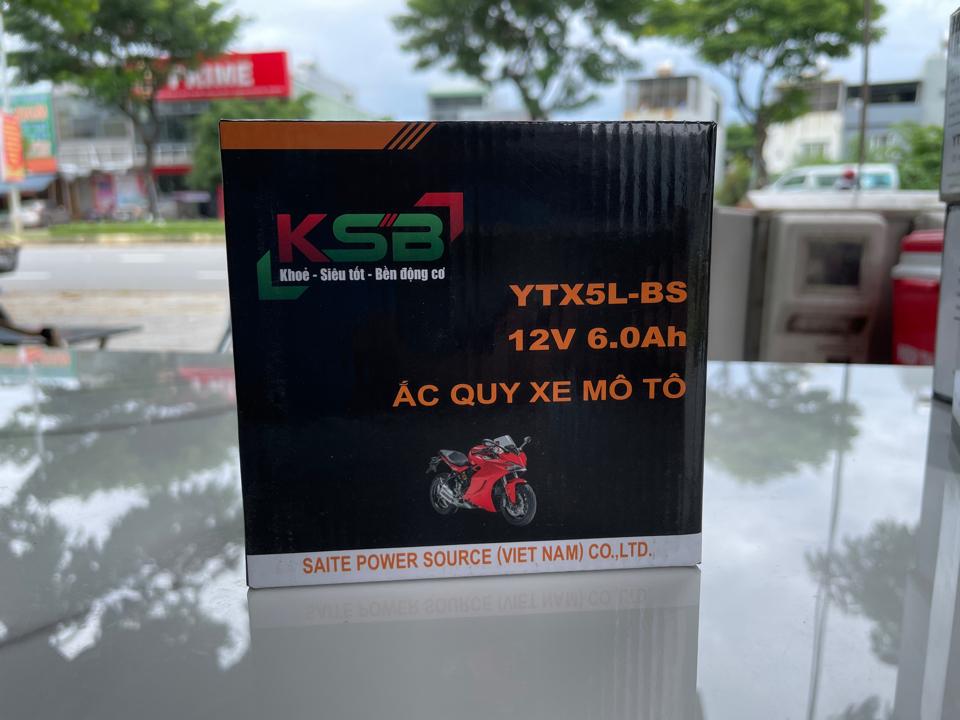 PRIME
KSB
Khoẻ - Siêu tốt - Bền động cơ
YTX5L-BS
12V 6.0Ah
ẮC QUY XE MÔ TÔ
SAITE POWER SOURCE (VIET NAM) CO.,LTD.